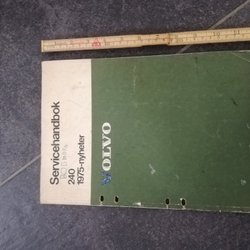 Servicehandbok
240
1975-nyheter
VOLVO